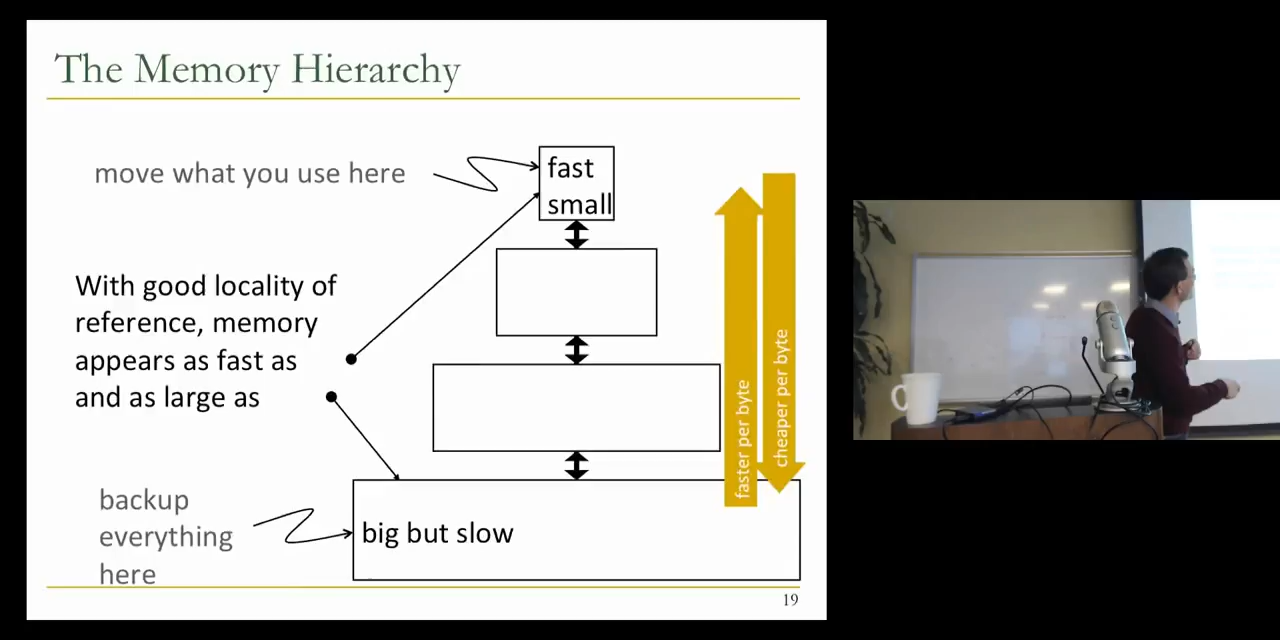 The Memory Hierarchy
move what you use here
fast
small
With good locality of
reference, memory
appears as fast as
and as large as
faster per byte
cheaper per byte
backup
everything
here
big but slow
19